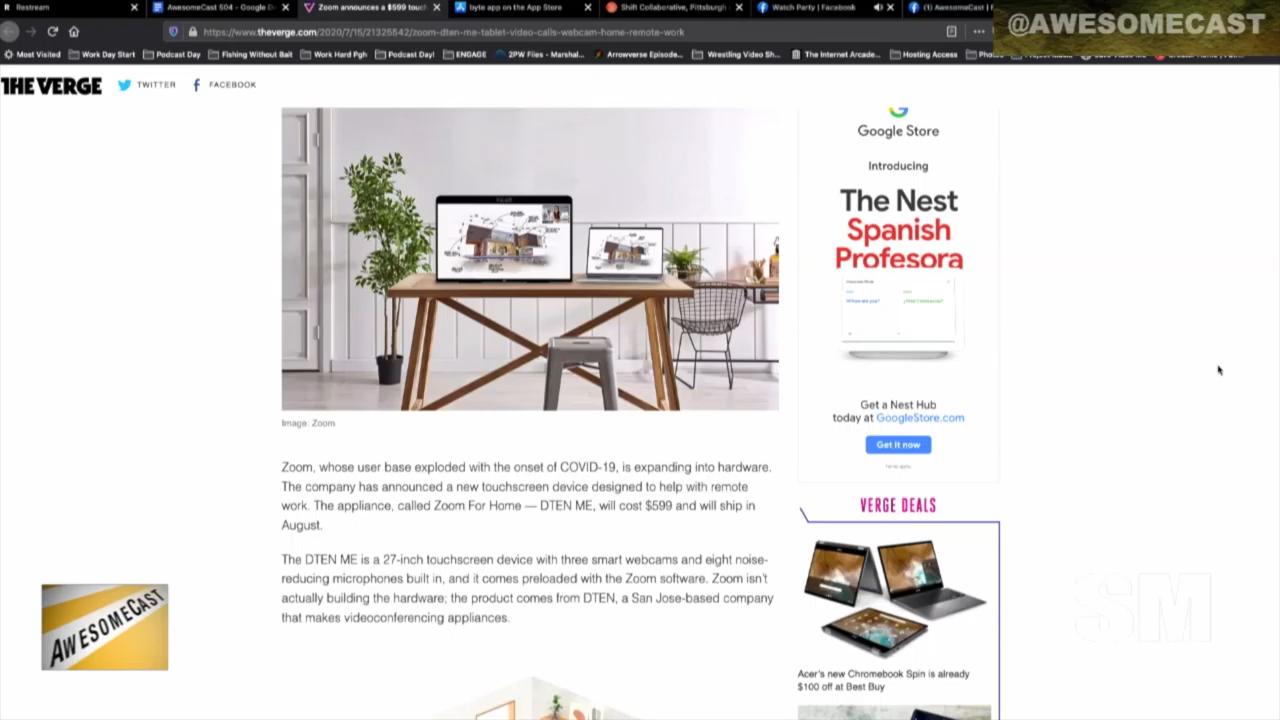 Restream
AwesomeCast 504 - Google D
Zoom announces a $599 touch
byte app on the App Store
Shift Collaborative, Pittsburgh -
Watch Party | Facebook
(1) AwesomeCast | F
@AWESOMECAST
https://www.theverge.com/2020/7/15/21325542/zoom-dten-me-tablet-video-calls-webcam-home-remote-work
Most Visited
Work Day Start
Podcast Day
Fishing Without Bait
Work Hard Pgh
Podcast Day!
ENGAGE
2PW Files - Marshal...
Arrowverse Episode...
Wrestling Video Sh...
The Internet Arcade...
Hosting Access
THE VERGE
TWITTER
FACEBOOK
Google Store
Introducing
The Nest
Spanish
Profesora
Get a Nest Hub
today at GoogleStore.com
Get it now
Image: Zoom
Zoom, whose user base exploded with the onset of COVID-19, is expanding into hardware.
The company has announced a new touchscreen device designed to help with remote
work. The appliance, called Zoom For Home — DTEN ME, will cost $599 and will ship in
August.
The DTEN ME is a 27-inch touchscreen device with three smart webcams and eight noise-
reducing microphones built in, and it comes preloaded with the Zoom software. Zoom isn't
actually building the hardware; the product comes from DTEN, a San Jose-based company
that makes videoconferencing appliances.
VERGE DEALS
Acer's new Chromebook Spin is already
$100 off at Best Buy
AWESOMECAST
SM